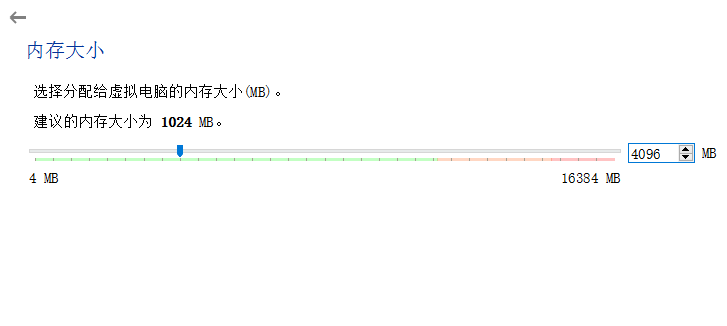 内存大小
选择分配给虚拟电脑的内存大小(MB)。
建议的内存大小为 1024 MB。
4096 MB
4 MB 16384 MB